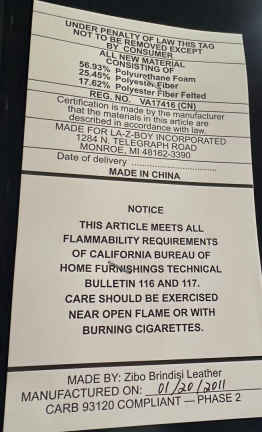 UNDER PENALTY OF LAW THIS TAG
NOT TO BE REMOVED EXCEPT
BY CONSUMER
ALL NEW MATERIAL
CONSISTING OF
56.93% Polyurethane Foam
25.45% Polyester Fiber
17.62% Polyester Fiber Felted
REG. NO. VA17416 (CN)
Certification is made by the manufacturer
that the materials in this article are
described in accordance with law.
MADE FOR LA-Z-BOY INCORPORATED
1284 N. TELEGRAPH ROAD
MONROE, MI 48162-3390
Date of delivery
MADE IN CHINA
NOTICE
THIS ARTICLE MEETS ALL
FLAMMABILITY REQUIREMENTS
OF CALIFORNIA BUREAU OF
HOME FURNISHINGS TECHNICAL
BULLETIN 116 AND 117.
CARE SHOULD BE EXERCISED
NEAR OPEN FLAME OR WITH
BURNING CIGARETTES.
MADE BY: Zibo Brindisi Leather
MANUFACTURED ON: 01/20/2011
CARB 93120 COMPLIANT — PHASE 2